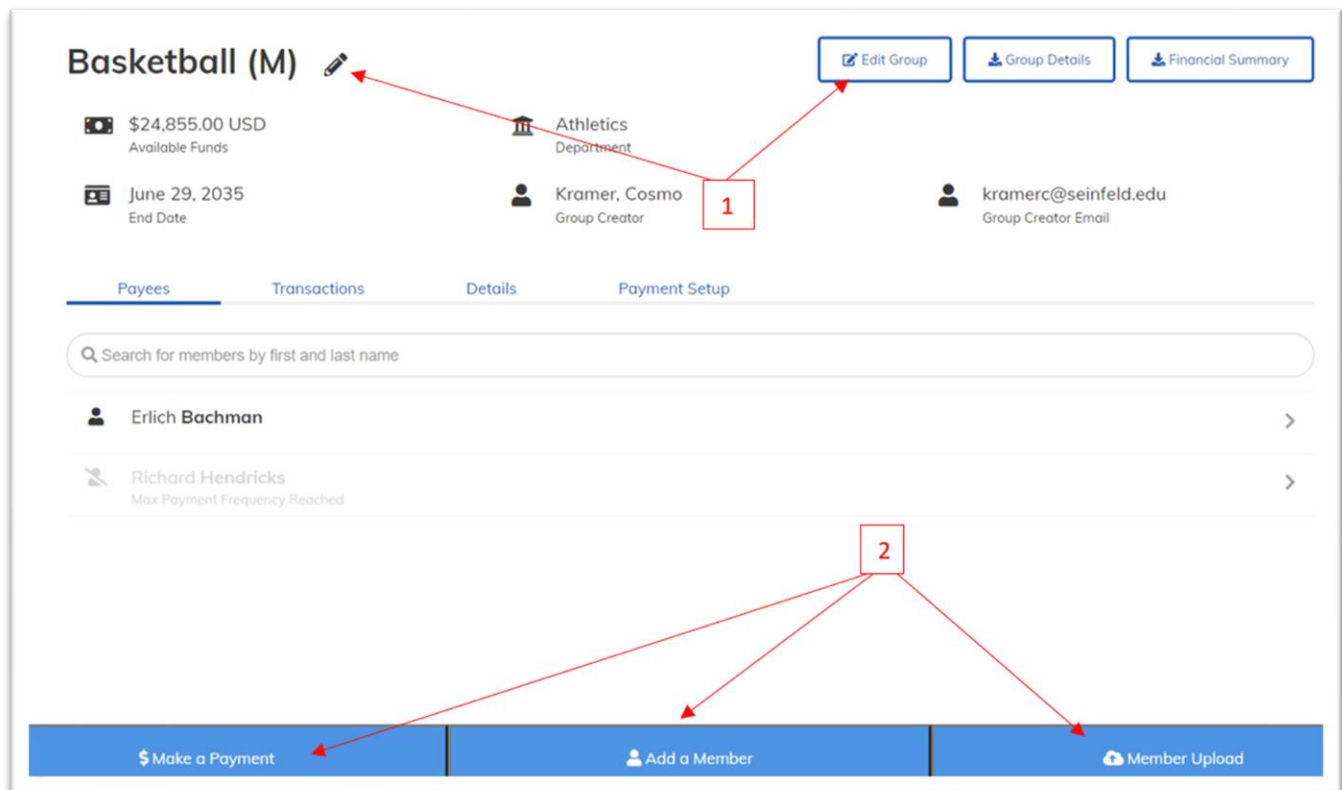 Basketball (M)
Edit Group
Group Details
Financial Summary
$24,855.00 USD
Available Funds
Athletics
Department
June 29, 2035
End Date
Kramer, Cosmo
Group Creator
1
kramerc@seinfeld.edu
Group Creator Email
Payees
Transactions
Details
Payment Setup
Search for members by first and last name
Erlich Bachman
Richard Hendricks
Max Payment Frequency Reached
2
$ Make a Payment
Add a Member
Member Upload